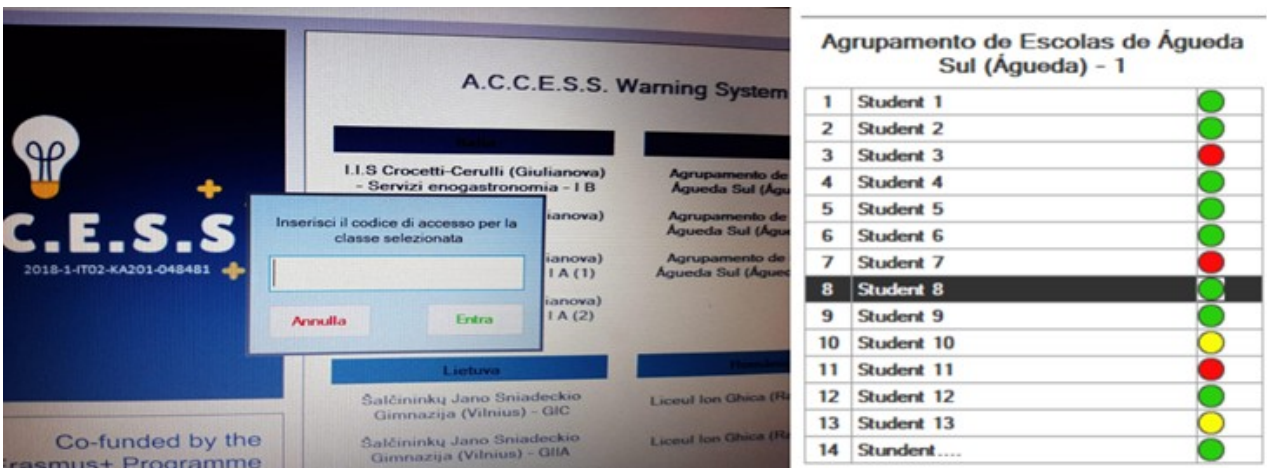 C.E.S.S
2018-1-IT02-KA201-048481
Co-funded by the
Erasmus+ Programme
A.C.C.E.S.S. Warning System
Italia
I.I.S Crocetti-Cerulli (Giulianova)
- Servizi enogastronomia - I B
ianova)
ianova)
I A (1)
ianova)
I A (2)
Agrupamento de
Águeda Sul (Águ
Agrupamento de
Águeda Sul (Águe
Agrupamento de
Águeda Sul (Águed
Inserisci il codice di accesso per la
classe selezionata
Annulla
Entra
Lietuva
Šalčininkų Jano Sniadeckio
Gimnazija (Vilnius) - GIC
Šalčininkų Jano Sniadeckio
Gimnazija (Vilnius) - GIIA
Liceul Ion Ghica (Ră
Liceul Ion Ghica (Ră
Agrupamento de Escolas de Águeda
Sul (Águeda) - 1
1 Student 1
2 Student 2
3 Student 3
4 Student 4
5 Student 5
6 Student 6
7 Student 7
8 Student 8
9 Student 9
10 Student 10
11 Student 11
12 Student 12
13 Student 13
14 Stundent....